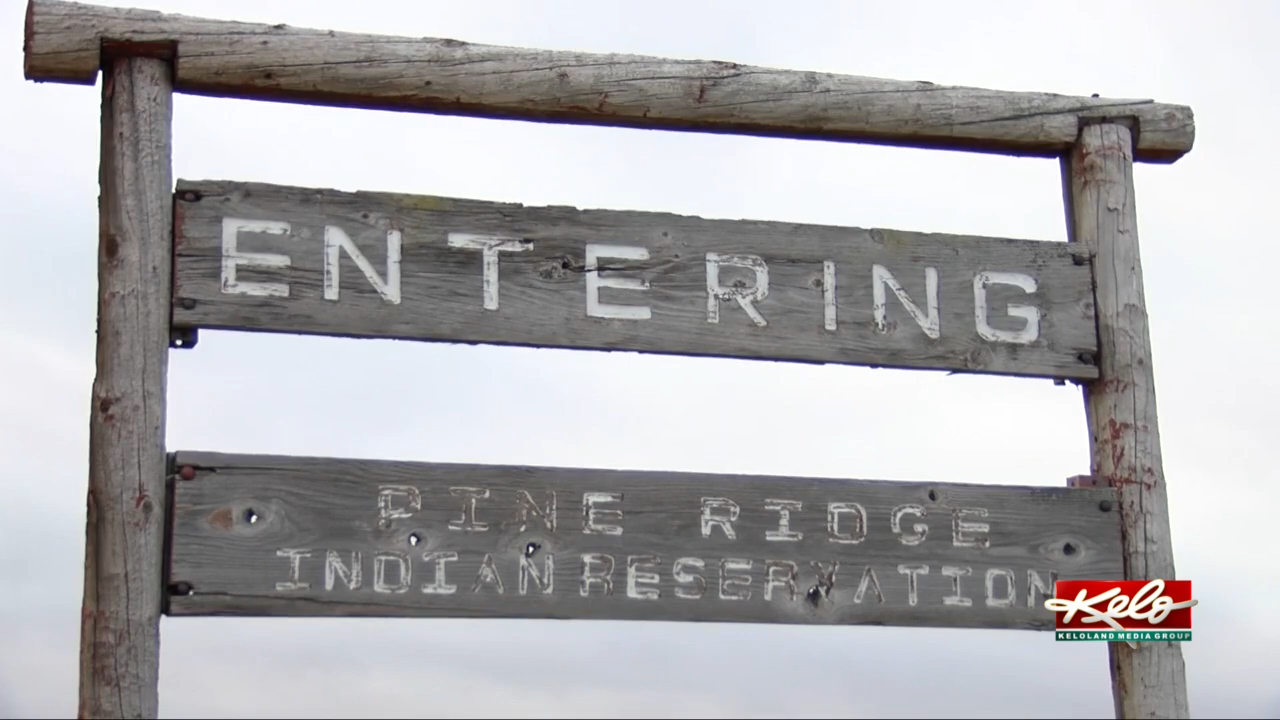 ENTERING
PINE RIDGE
INDIAN RESERVATION
Kelo
KELOLAND MEDIA GROUP